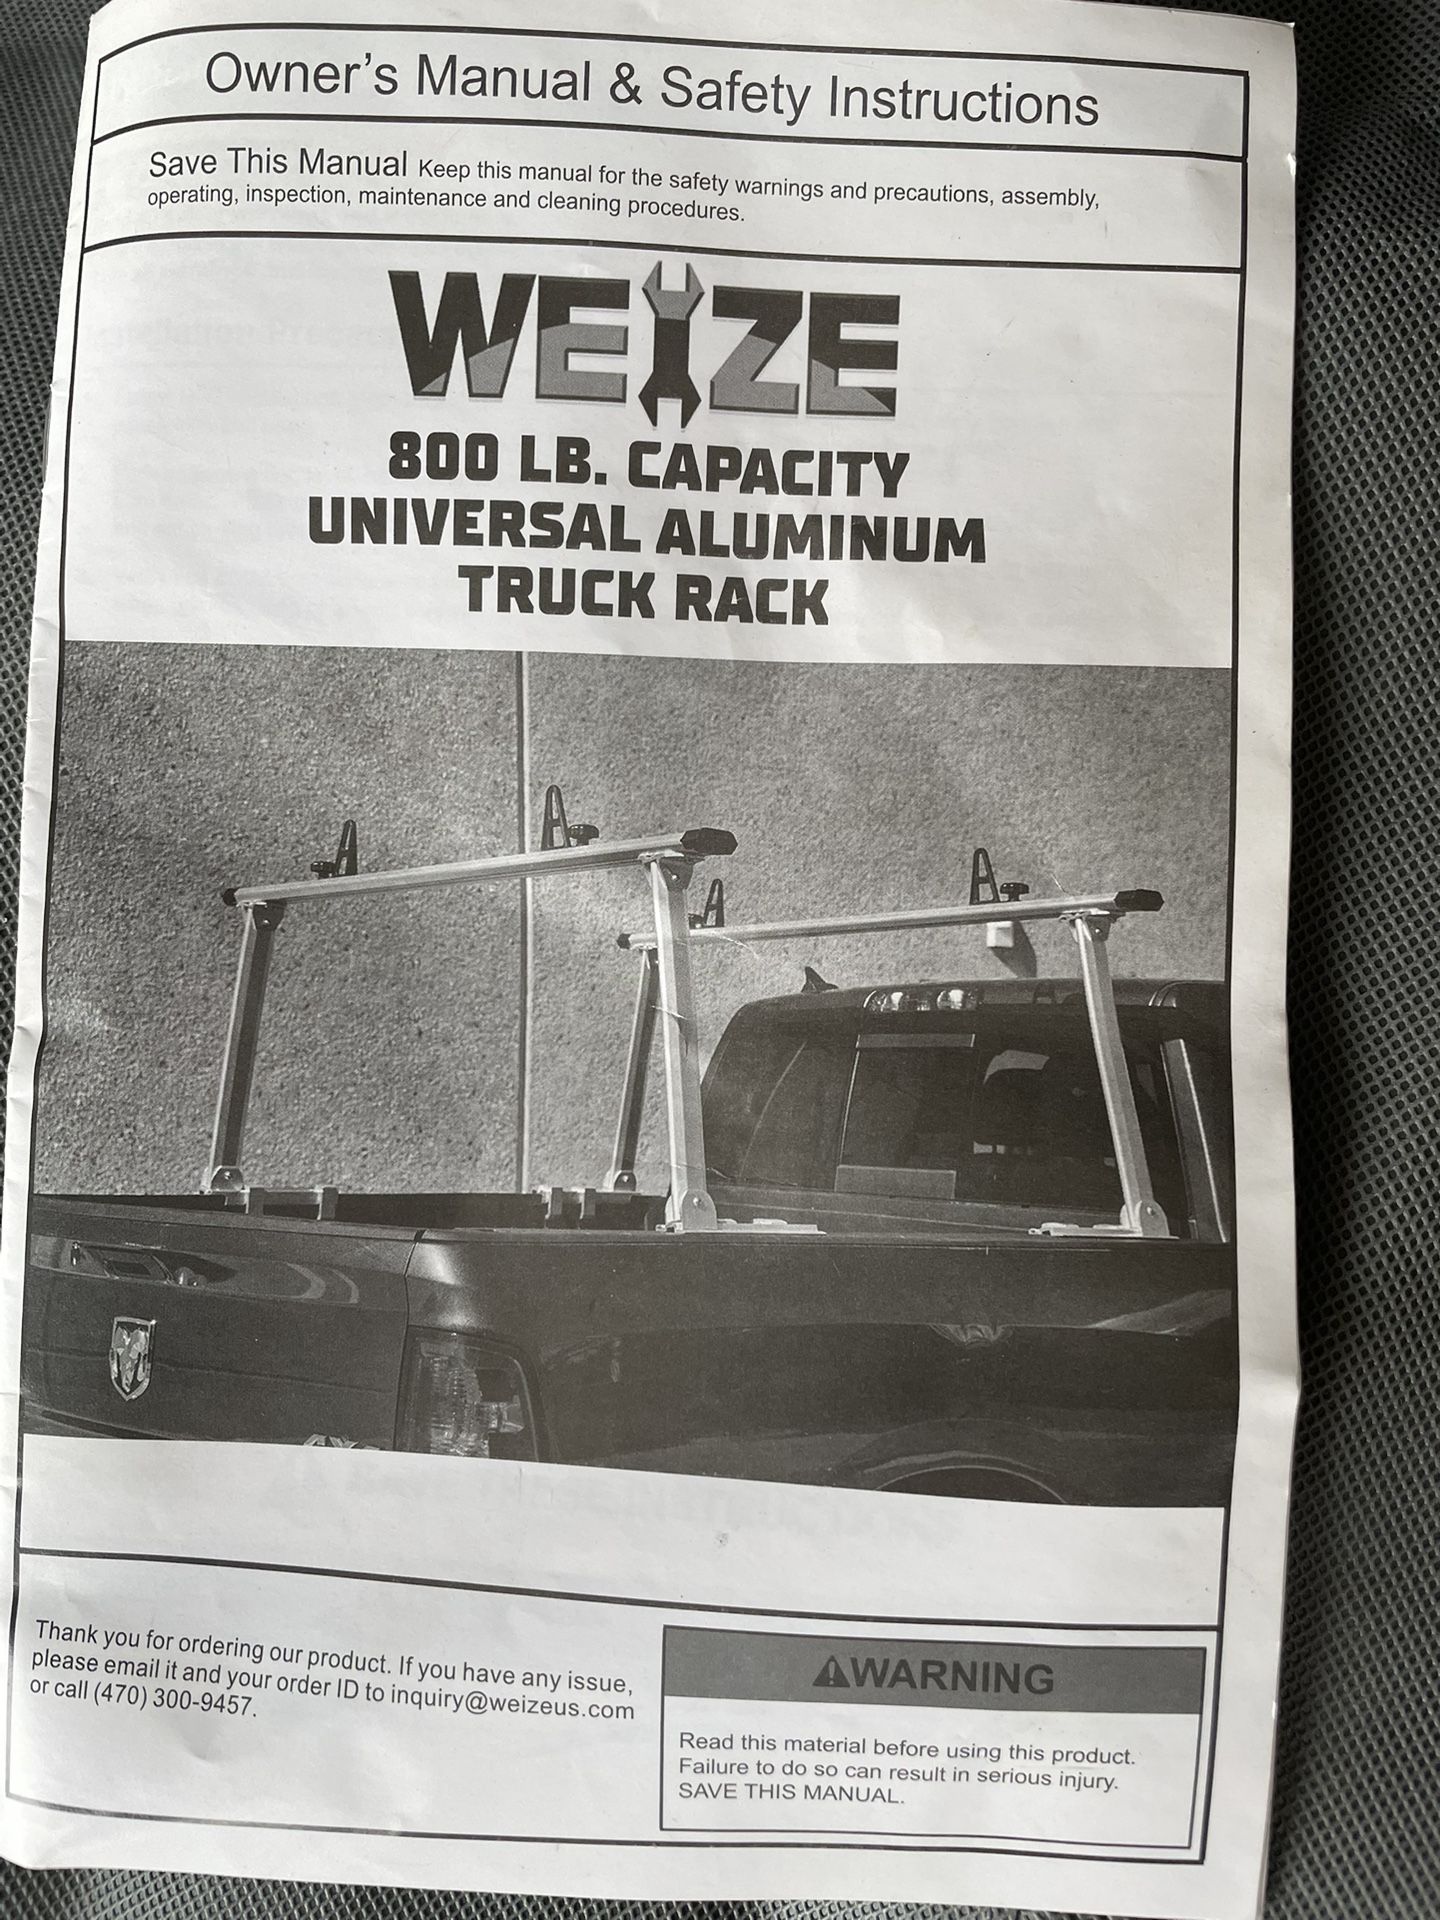 Owner's Manual & Safety Instructions
Save This Manual Keep this manual for the safety warnings and precautions, assembly,
operating, inspection, maintenance and cleaning procedures.
WEIZE
800 LB. CAPACITY
UNIVERSAL ALUMINUM
TRUCK RACK
Thank you for ordering our product. If you have any issue,
please email it and your order ID to inquiry@weizeus.com
or call (470) 300-9457.
⚠WARNING
Read this material before using this product.
Failure to do so can result in serious injury.
SAVE THIS MANUAL.